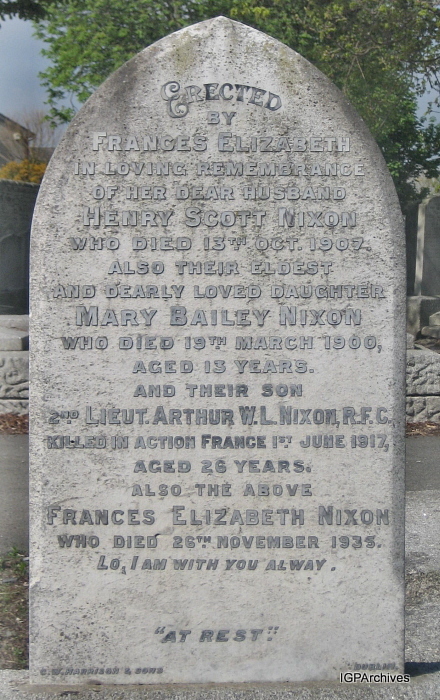 ERECTED
BY
FRANCES ELIZABETH
IN LOVING REMEMBRANCE
OF HER DEAR HUSBAND
HENRY SCOTT NIXON
WHO DIED 13TH OCT. 1907.
ALSO THEIR ELDEST
AND DEARLY LOVED DAUGHTER
MARY BAILEY NIXON
WHO DIED 19TH MARCH 1900,
AGED 13 YEARS.
AND THEIR SON
2ND LIEUT. ARTHUR W. L. NIXON, R.F.C.,
KILLED IN ACTION FRANCE 1ST JUNE 1917,
AGED 26 YEARS.
ALSO THE ABOVE
FRANCES ELIZABETH NIXON
WHO DIED 26TH NOVEMBER 1935.
LO, I AM WITH YOU ALWAY.
"AT REST."
C. W. HARRISON & SONS DUBLIN.
IGPArchives